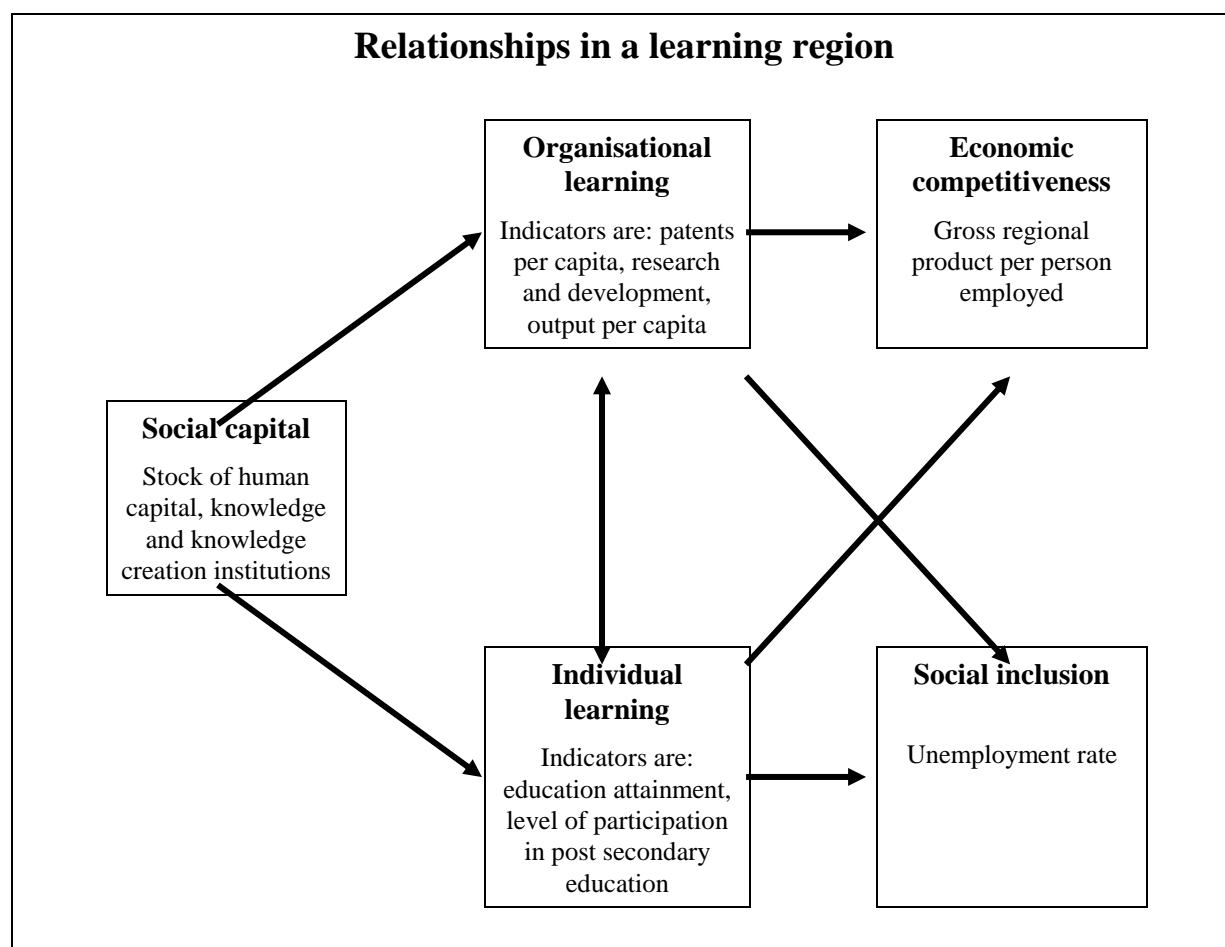 Relationships in a learning region
Organisational
learning
Indicators are: patents
per capita, research
and development,
output per capita
Economic
competitiveness
Gross regional
product per person
employed
Social capital
Stock of human
capital, knowledge
and knowledge
creation institutions
Individual
learning
Indicators are:
education attainment,
level of participation
in post secondary
education
Social inclusion
Unemployment rate